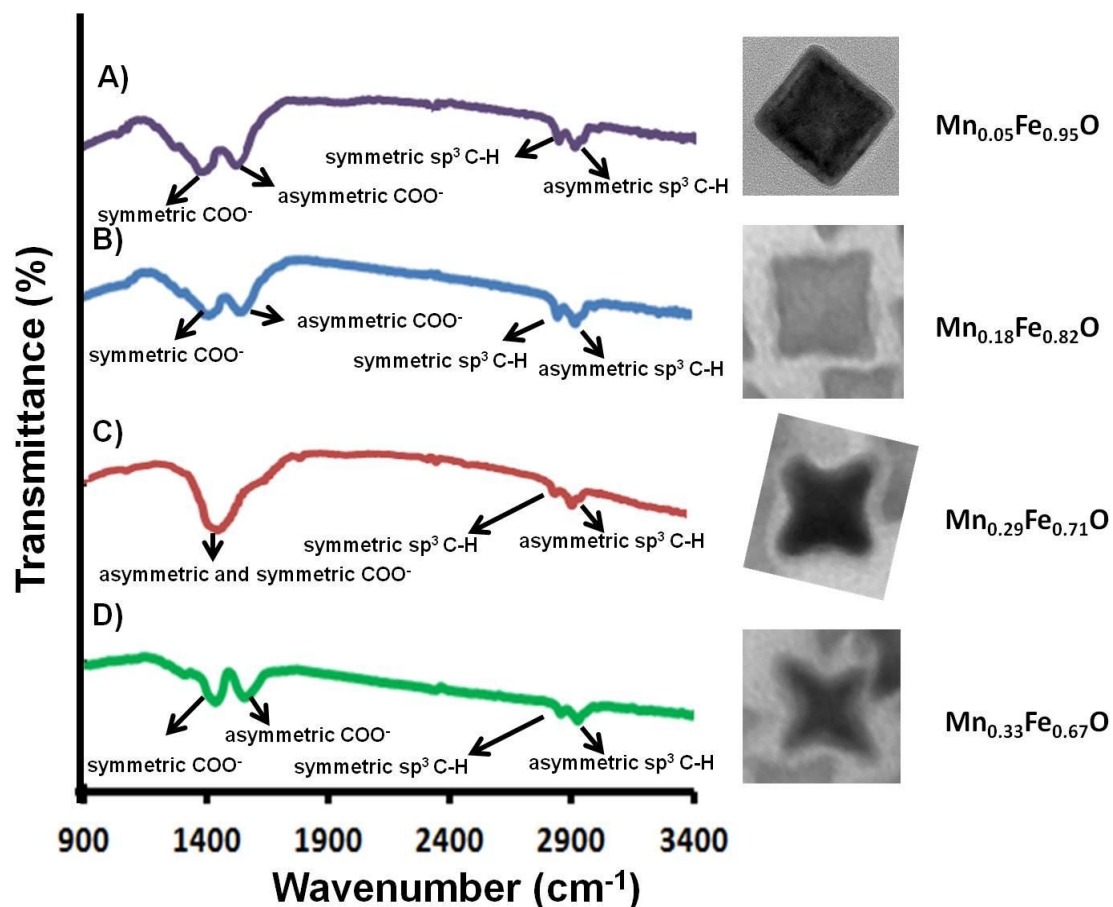 Transmittance (%)
A)
symmetric sp³ C-H
asymmetric sp³ C-H
asymmetric COO⁻
symmetric COO⁻
Mn₀.₀₅Fe₀.₉₅O
B)
asymmetric COO⁻
symmetric COO⁻
symmetric sp³ C-H
asymmetric sp³ C-H
Mn₀.₁₈Fe₀.₈₂O
C)
symmetric sp³ C-H
asymmetric sp³ C-H
asymmetric and symmetric COO⁻
Mn₀.₂₉Fe₀.₇₁O
D)
asymmetric COO⁻
symmetric COO⁻
symmetric sp³ C-H
asymmetric sp³ C-H
Mn₀.₃₃Fe₀.₆₇O
900 1400 1900 2400 2900 3400
Wavenumber (cm⁻¹)